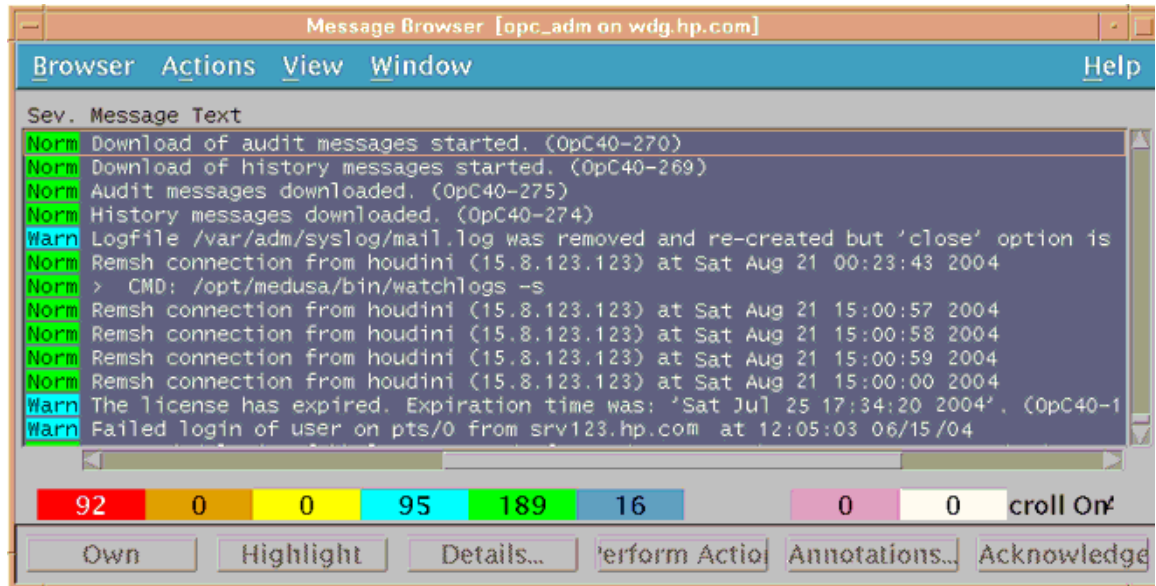 Message Browser [opc_adm on wdg.hp.com]
Browser Actions View Window Help
Sev. Message Text
Norm Download of audit messages started. (OpC40-270)
Norm Download of history messages started. (OpC40-269)
Norm Audit messages downloaded. (OpC40-275)
Norm History messages downloaded. (OpC40-274)
Warn Logfile /var/adm/syslog/mail.log was removed and re-created but 'close' option is
Norm Remsh connection from houdini (15.8.123.123) at Sat Aug 21 00:23:43 2004
Norm > CMD: /opt/medusa/bin/watchlogs -s
Norm Remsh connection from houdini (15.8.123.123) at Sat Aug 21 15:00:57 2004
Norm Remsh connection from houdini (15.8.123.123) at Sat Aug 21 15:00:58 2004
Norm Remsh connection from houdini (15.8.123.123) at Sat Aug 21 15:00:59 2004
Norm Remsh connection from houdini (15.8.123.123) at Sat Aug 21 15:00:00 2004
Warn The license has expired. Expiration time was: 'Sat Jul 25 17:34:20 2004'. (OpC40-1
Warn Failed login of user on pts/0 from srv123.hp.com at 12:05:03 06/15/04
92 0 0 95 189 16 0 0 croll On
Own Highlight Details... erform Actio Annotations... Acknowledge